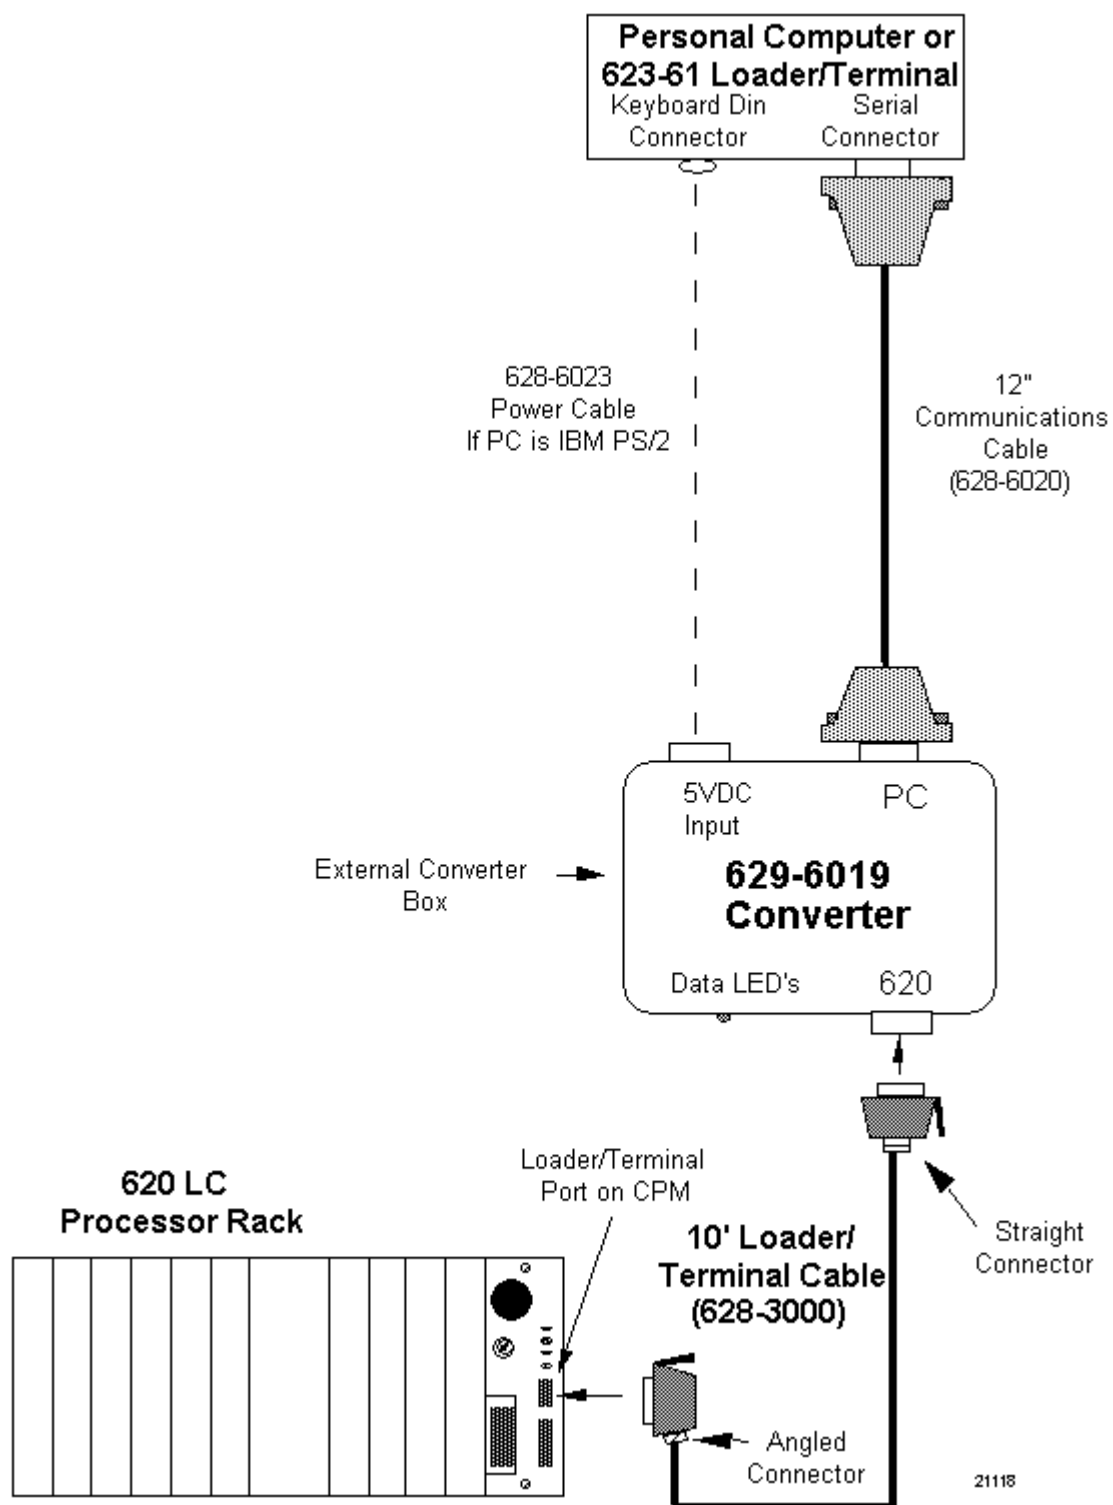 Personal Computer or
623-61 Loader/Terminal
Keyboard Din
Connector
Serial
Connector
628-6023
Power Cable
If PC is IBM PS/2
12"
Communications
Cable
(628-6020)
5VDC
Input
PC
External Converter
Box
629-6019
Converter
Data LED's
620
Loader/Terminal
Port on CPM
620 LC
Processor Rack
10' Loader/
Terminal Cable
(628-3000)
Straight
Connector
Angled
Connector
21118